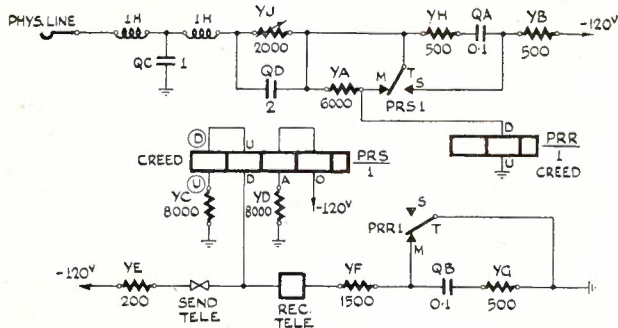 PHYS. LINE
1H
1H
YJ
2000
QC
1
QD
2
YA
6000
YH
500
QA
0.1
YB
500
-120V
M
T
S
PRS 1
D
U
PRR
1
CREED
D
U
CREED
PRS
1
U
D
A
O
YC
8000
YD
8000
-120V
S
T
PRR 1
M
-120V
YE
200
SEND
TELE
REC.
TELE
YF
1500
QB
0.1
YG
500